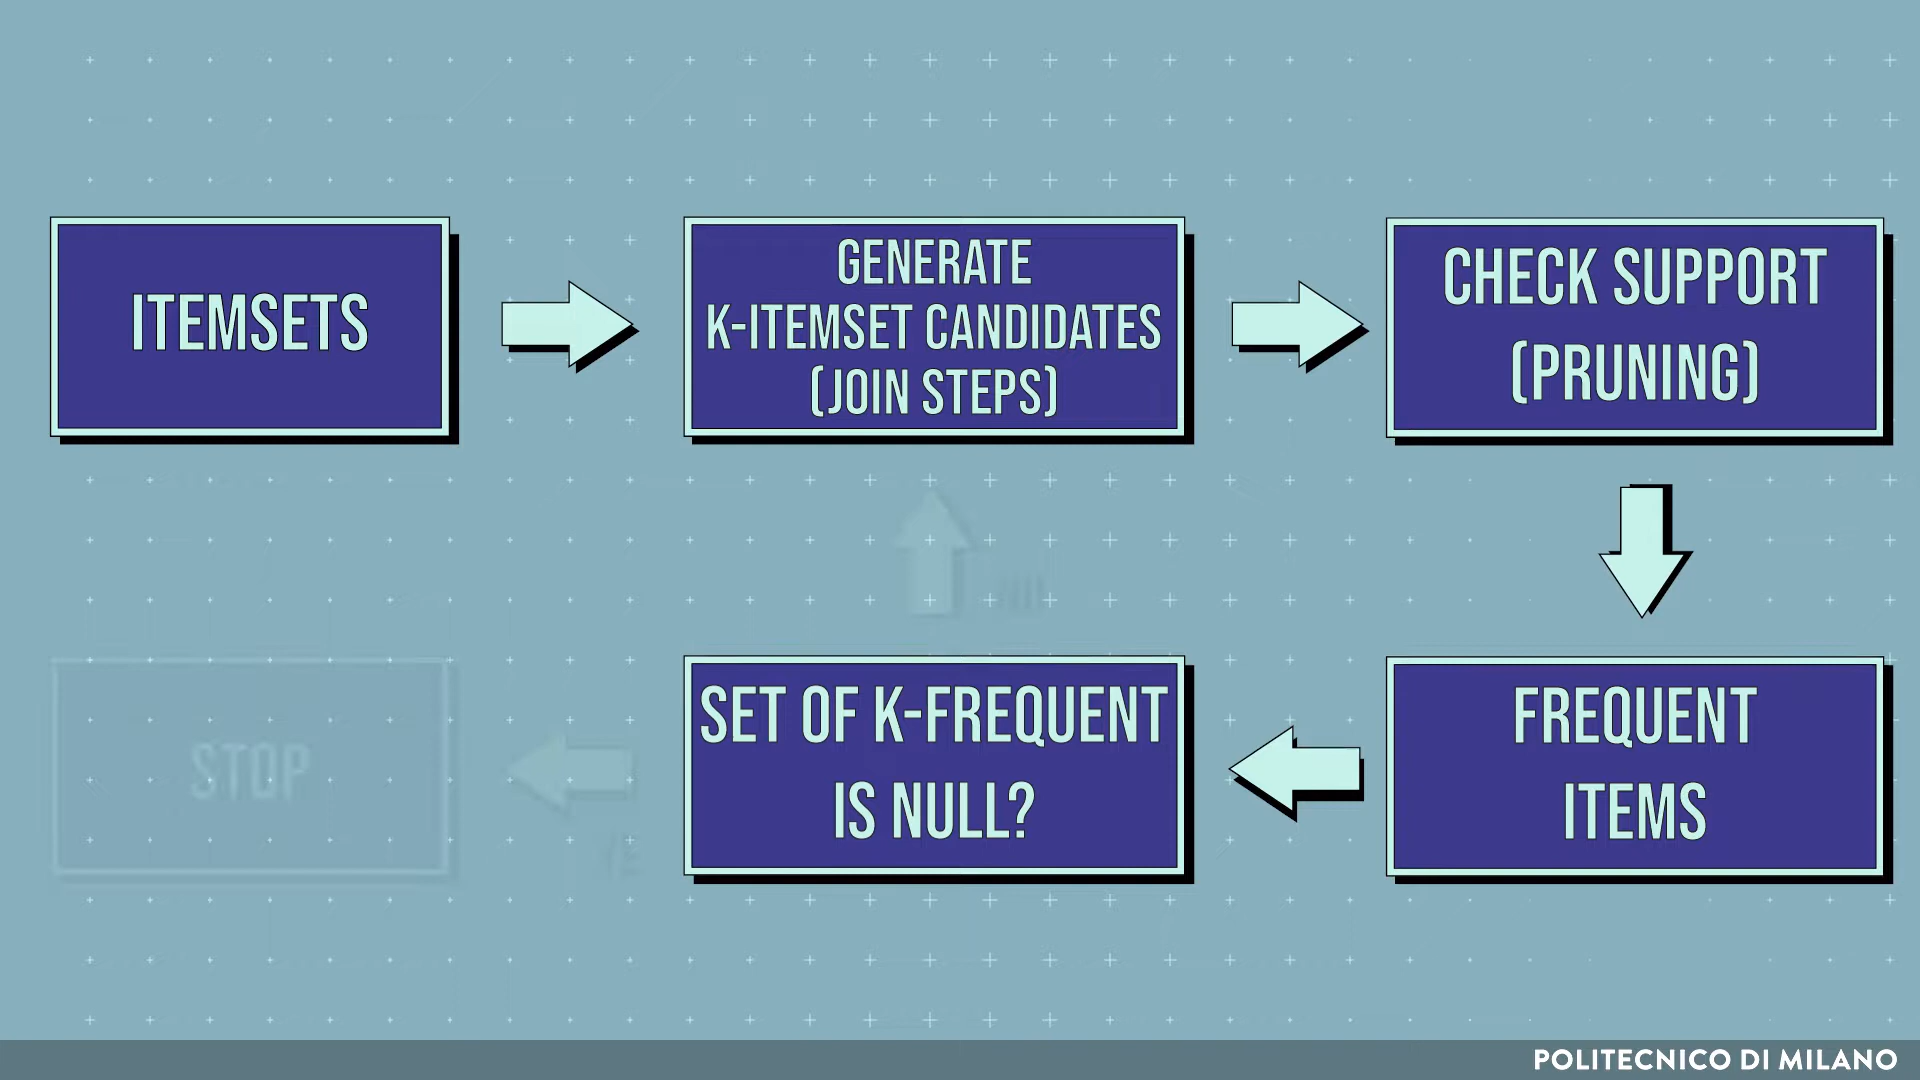 ITEMSETS
GENERATE
K-ITEMSET CANDIDATES
(JOIN STEPS)
CHECK SUPPORT
(PRUNING)
STOP
SET OF K-FREQUENT
IS NULL?
FREQUENT
ITEMS
POLITECNICO DI MILANO